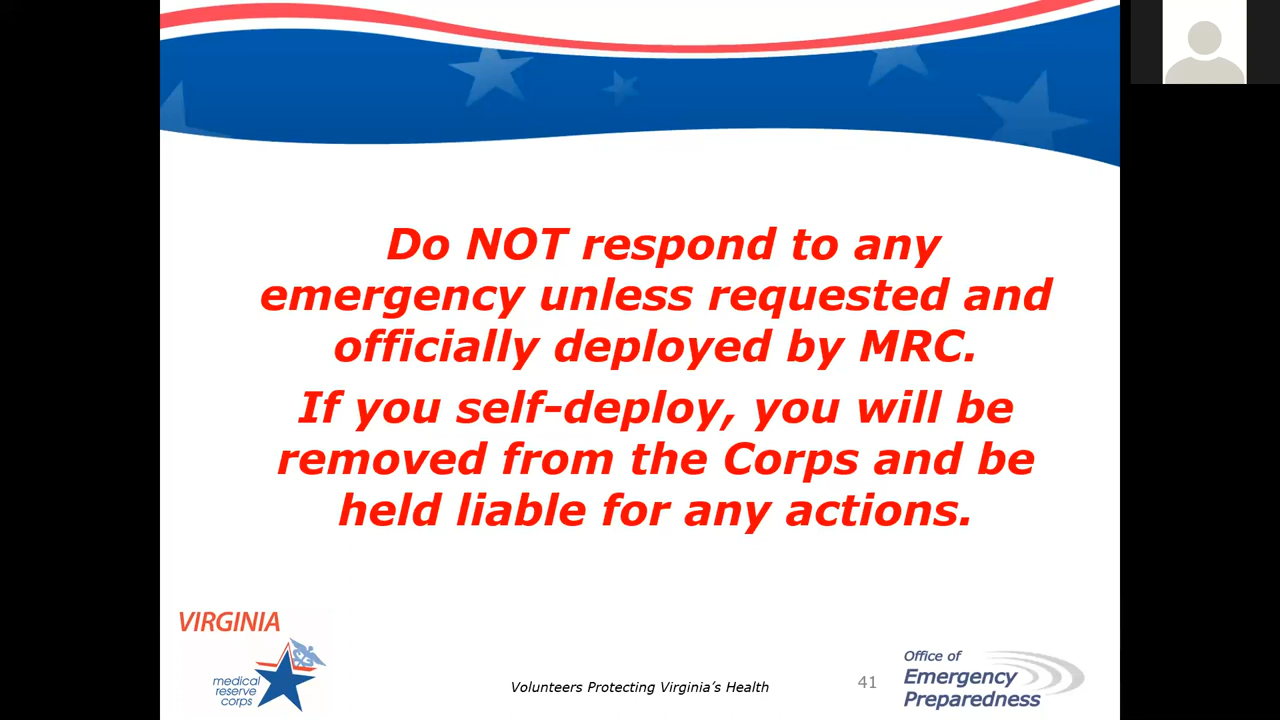 Do NOT respond to any
emergency unless requested and
officially deployed by MRC.
If you self-deploy, you will be
removed from the Corps and be
held liable for any actions.
VIRGINIA
medical
reserve
corps
Volunteers Protecting Virginia's Health
41
Office of
Emergency
Preparedness